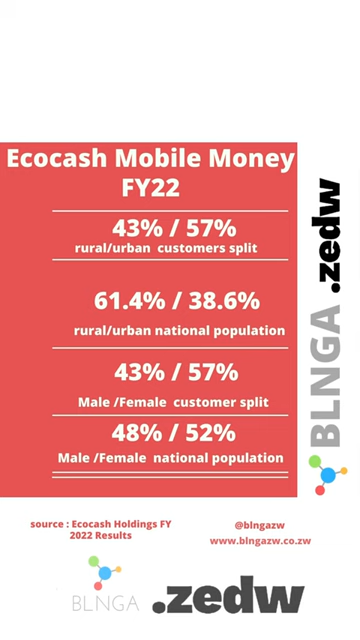 Ecocash Mobile Money
FY22
43% / 57%
rural/urban customers split
61.4% / 38.6%
rural/urban national population
43% / 57%
Male /Female customer split
48% / 52%
Male /Female national population
BLNGA .zedw
source : Ecocash Holdings FY
2022 Results
@blngazw
www.blngazw.co.zw
BLNGA .zedw